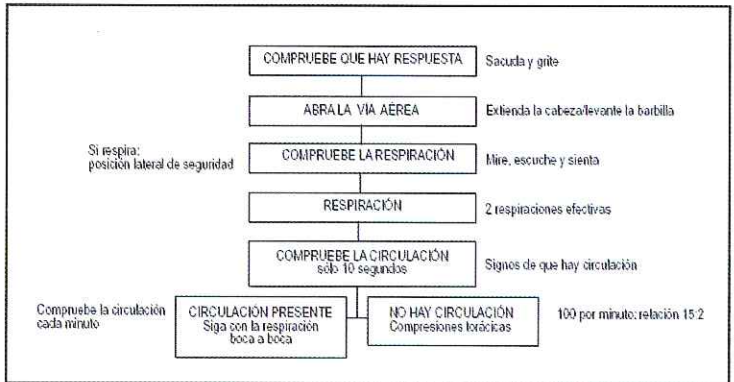 COMPRUEBE QUE HAY RESPUESTA
Sacuda y grite
ABRA LA VÍA AÉREA
Extienda la cabeza/levante la barbilla
Si respira:
posición lateral de seguridad
COMPRUEBE LA RESPIRACIÓN
Mire, escuche y sienta
RESPIRACIÓN
2 respiraciones efectivas
COMPRUEBE LA CIRCULACIÓN
sólo 10 segundos
Signos de que hay circulación
Compruebe la circulación
cada minuto
CIRCULACIÓN PRESENTE
Siga con la respiración
boca a boca
NO HAY CIRCULACIÓN
Compresiones torácicas
100 por minuto: relación 15:2